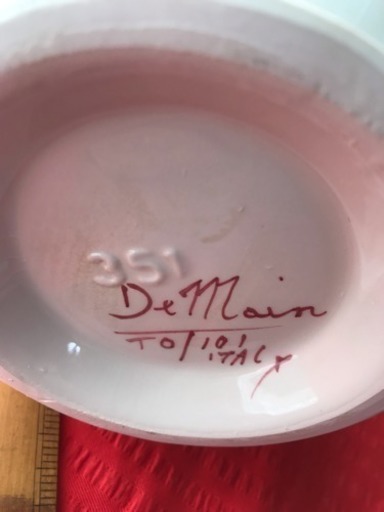 351
DeMain
TO/101
ITALY